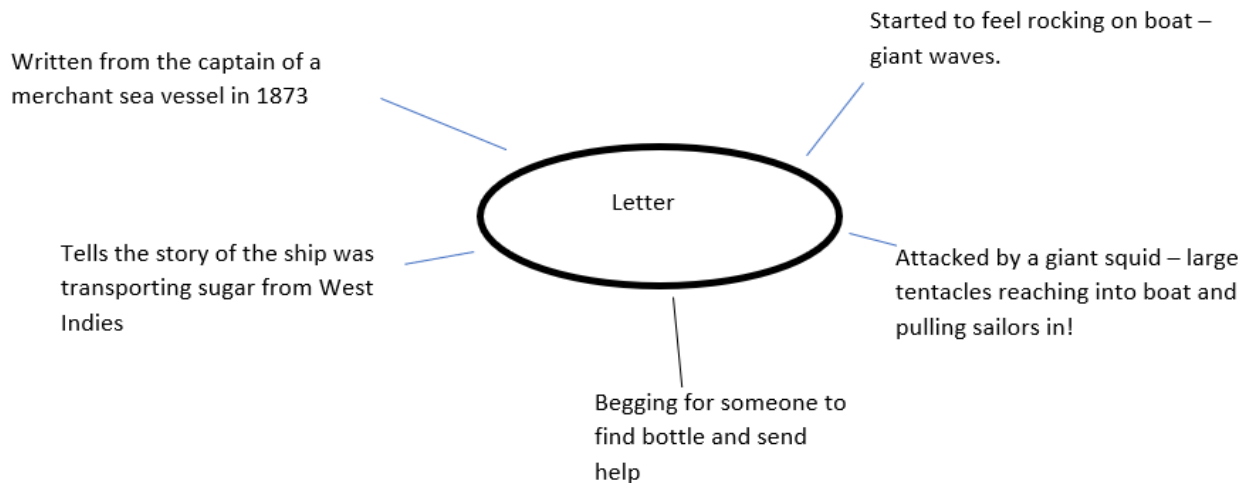 Started to feel rocking on boat –
giant waves.
Written from the captain of a
merchant sea vessel in 1873
Letter
Tells the story of the ship was
transporting sugar from West
Indies
Attacked by a giant squid – large
tentacles reaching into boat and
pulling sailors in!
Begging for someone to
find bottle and send
help